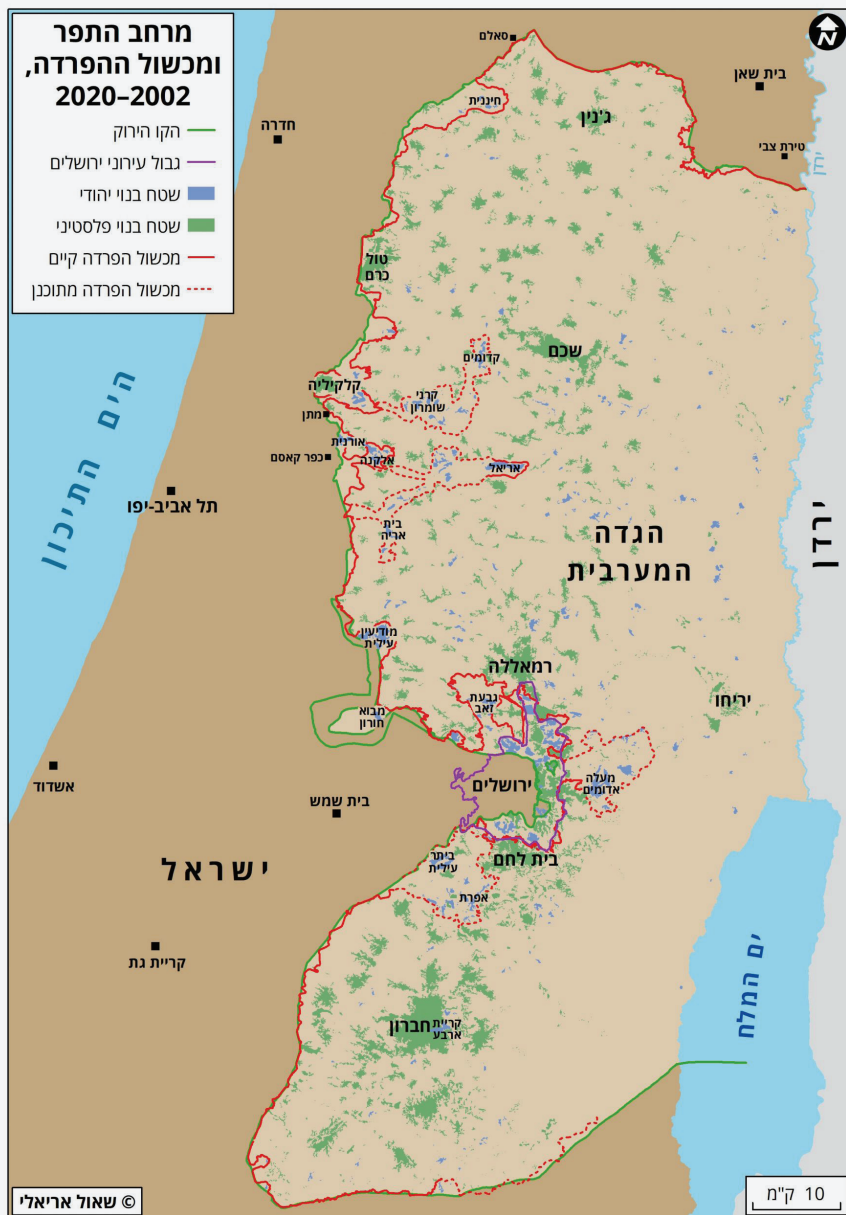 מרחב התפר
ומכשול ההפרדה,
2020–2002
הקו הירוק
גבול עירוני ירושלים
שטח בנוי יהודי
שטח בנוי פלסטיני
מכשול הפרדה קיים
מכשול הפרדה מתוכנן
N
סאלם
בית שאן
חיננית
ג'נין
חדרה
טירת צבי
ירדן
טול
כרם
שכם
קדומים
קלקיליה
קרני
שומרון
מתן
אורנית
אלקנה
כפר קאסם
אריאל
הים התיכון
תל אביב-יפו
בית
אריה
הגדה
המערבית
ירדן
מודיעין
עילית
רמאללה
גבעת
זאב
יריחו
מבוא
חורון
אשדוד
מעלה
אדומים
ירושלים
בית שמש
בית לחם
ביתר
עילית
ישראל
אפרת
קריית גת
ים המלח
חברון
קריית
ארבע
10 ק"מ
© שאול אריאלי